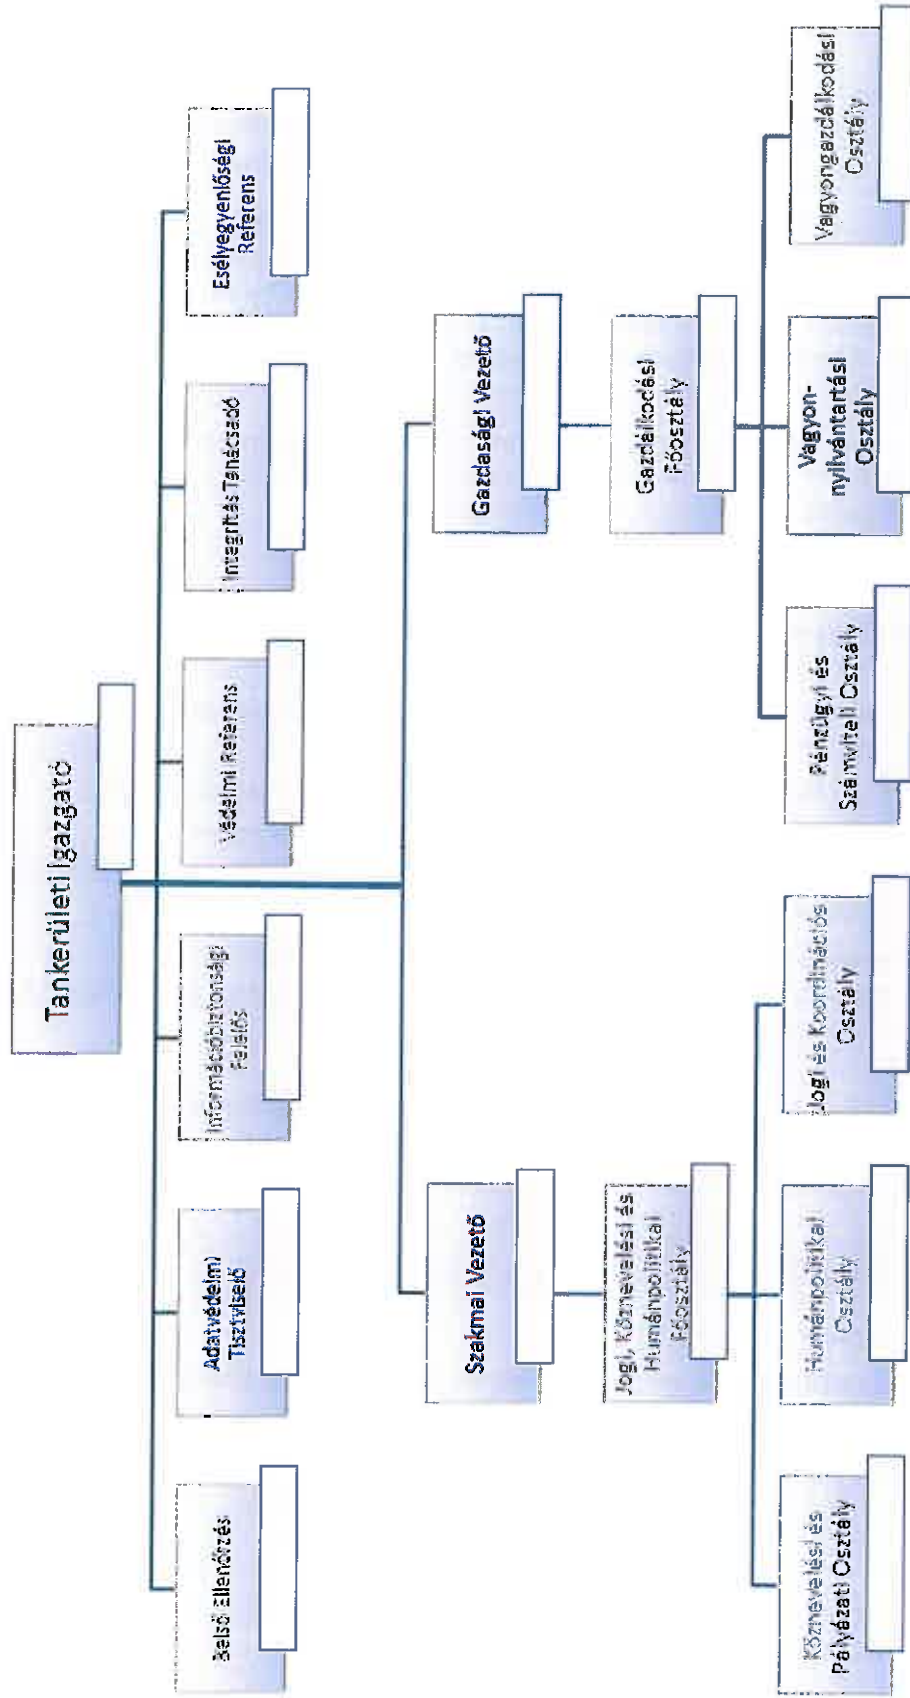 Tankerületi Igazgató
Belső Ellenőrzés
Adatvédelmi
Tisztviselő
Információbiztonsági
Felelős
Védelmi Referens
Integritás Tanácsadó
Esélyegyenlőségi
Referens
Szakmai Vezető
Gazdasági Vezető
Jogi, Köznevelési és
Humánpolitikai
Főosztály
Gazdálkodási
Főosztály
Köznevelési és
Pályázati Osztály
Humánpolitikai
Osztály
Jogi és Koordinációs
Osztály
Pénzügyi és
Számviteli Osztály
Vagyon-
nyilvántartási
Osztály
Vagyongazdálkodási
Osztály